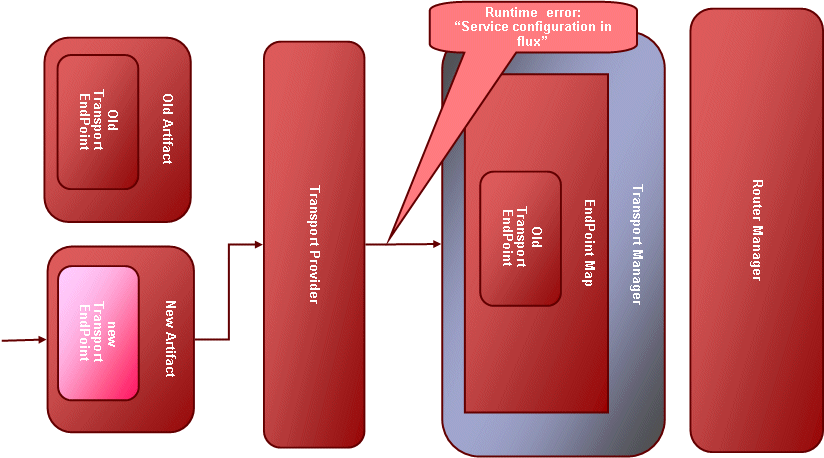 Runtime error:
“Service configuration in
flux”
Old
Transport
EndPoint
Old Artifact
new
Transport
EndPoint
New Artifact
Transport Provider
Old
Transport
EndPoint
EndPoint Map
Transport Manager
Router Manager